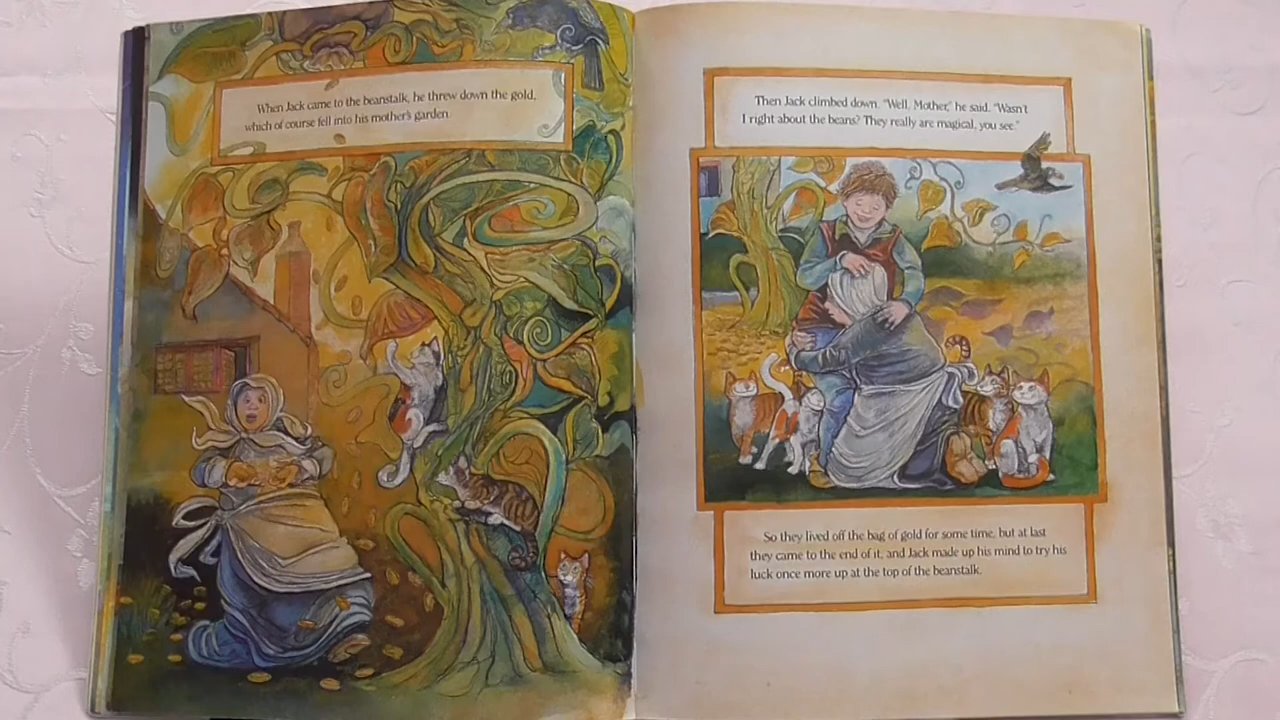 When Jack came to the beanstalk, he threw down the gold,
which of course fell into his mother's garden.
Then Jack climbed down. "Well, Mother," he said. "Wasn't
I right about the beans? They really are magical, you see."
So they lived off the bag of gold for some time, but at last
they came to the end of it, and Jack made up his mind to try his
luck once more up at the top of the beanstalk.